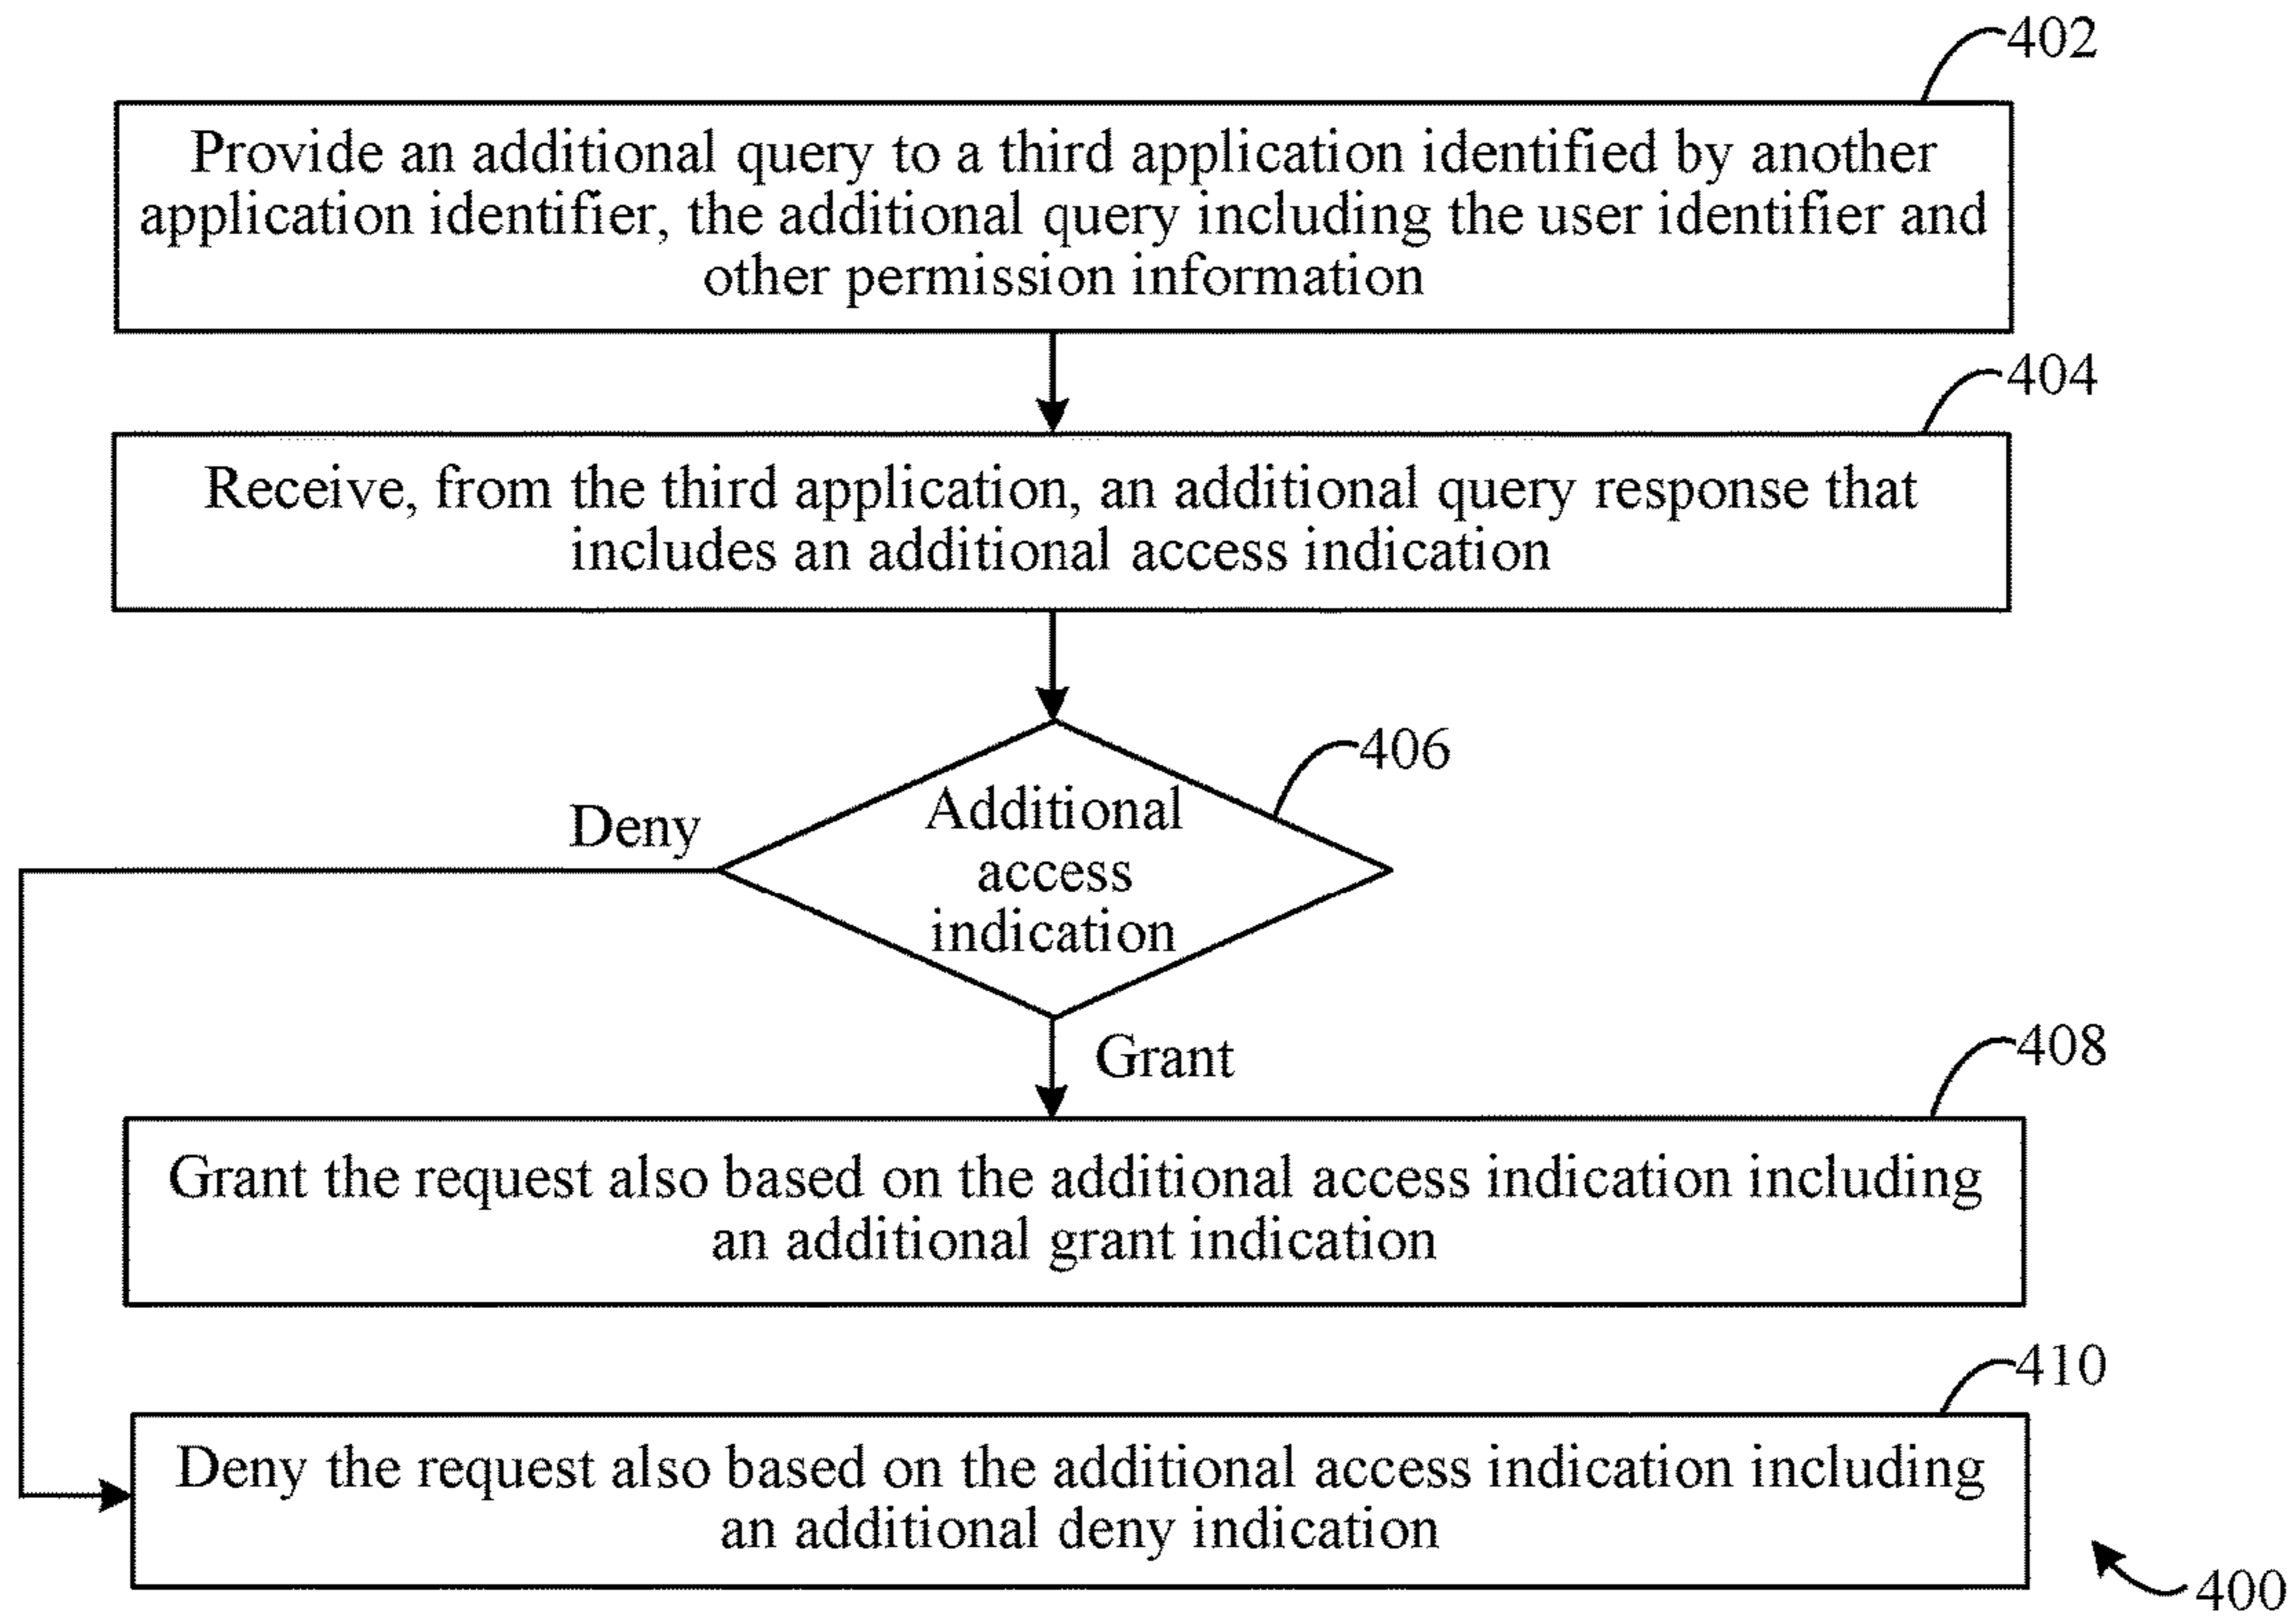 402
Provide an additional query to a third application identified by another
application identifier, the additional query including the user identifier and
other permission information
404
Receive, from the third application, an additional query response that
includes an additional access indication
406
Additional
access
indication
Deny
Grant
408
Grant the request also based on the additional access indication including
an additional grant indication
410
Deny the request also based on the additional access indication including
an additional deny indication
400